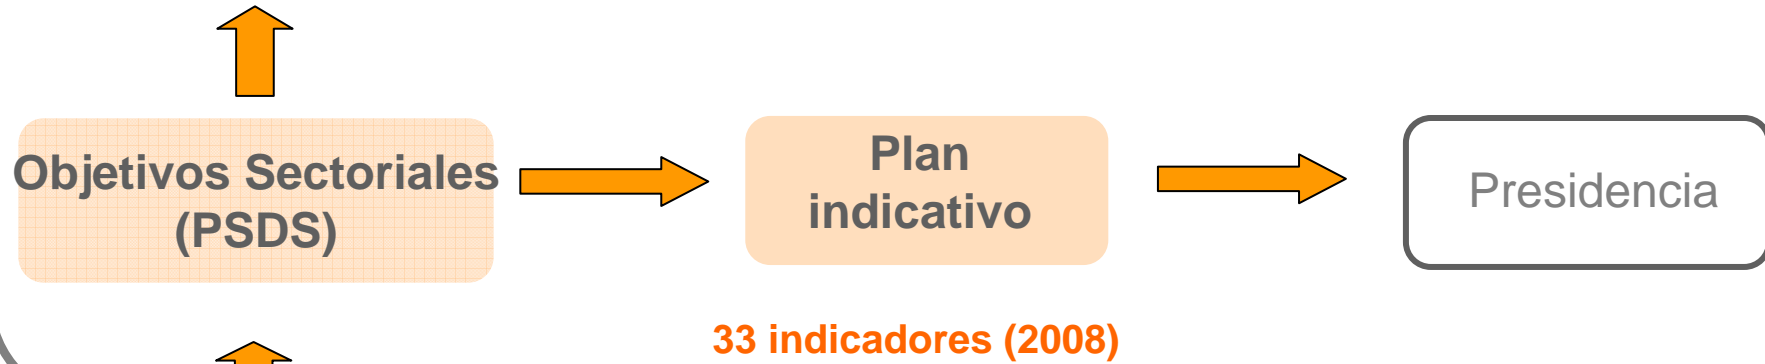 Objetivos Sectoriales
(PSDS)
Plan
indicativo
Presidencia
33 indicadores (2008)